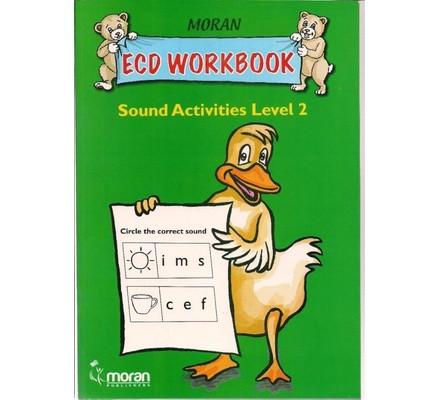 MORAN
ECD WORKBOOK
Sound Activities Level 2
Circle the correct sound
i m s
c e f
moran
PUBLISHERS